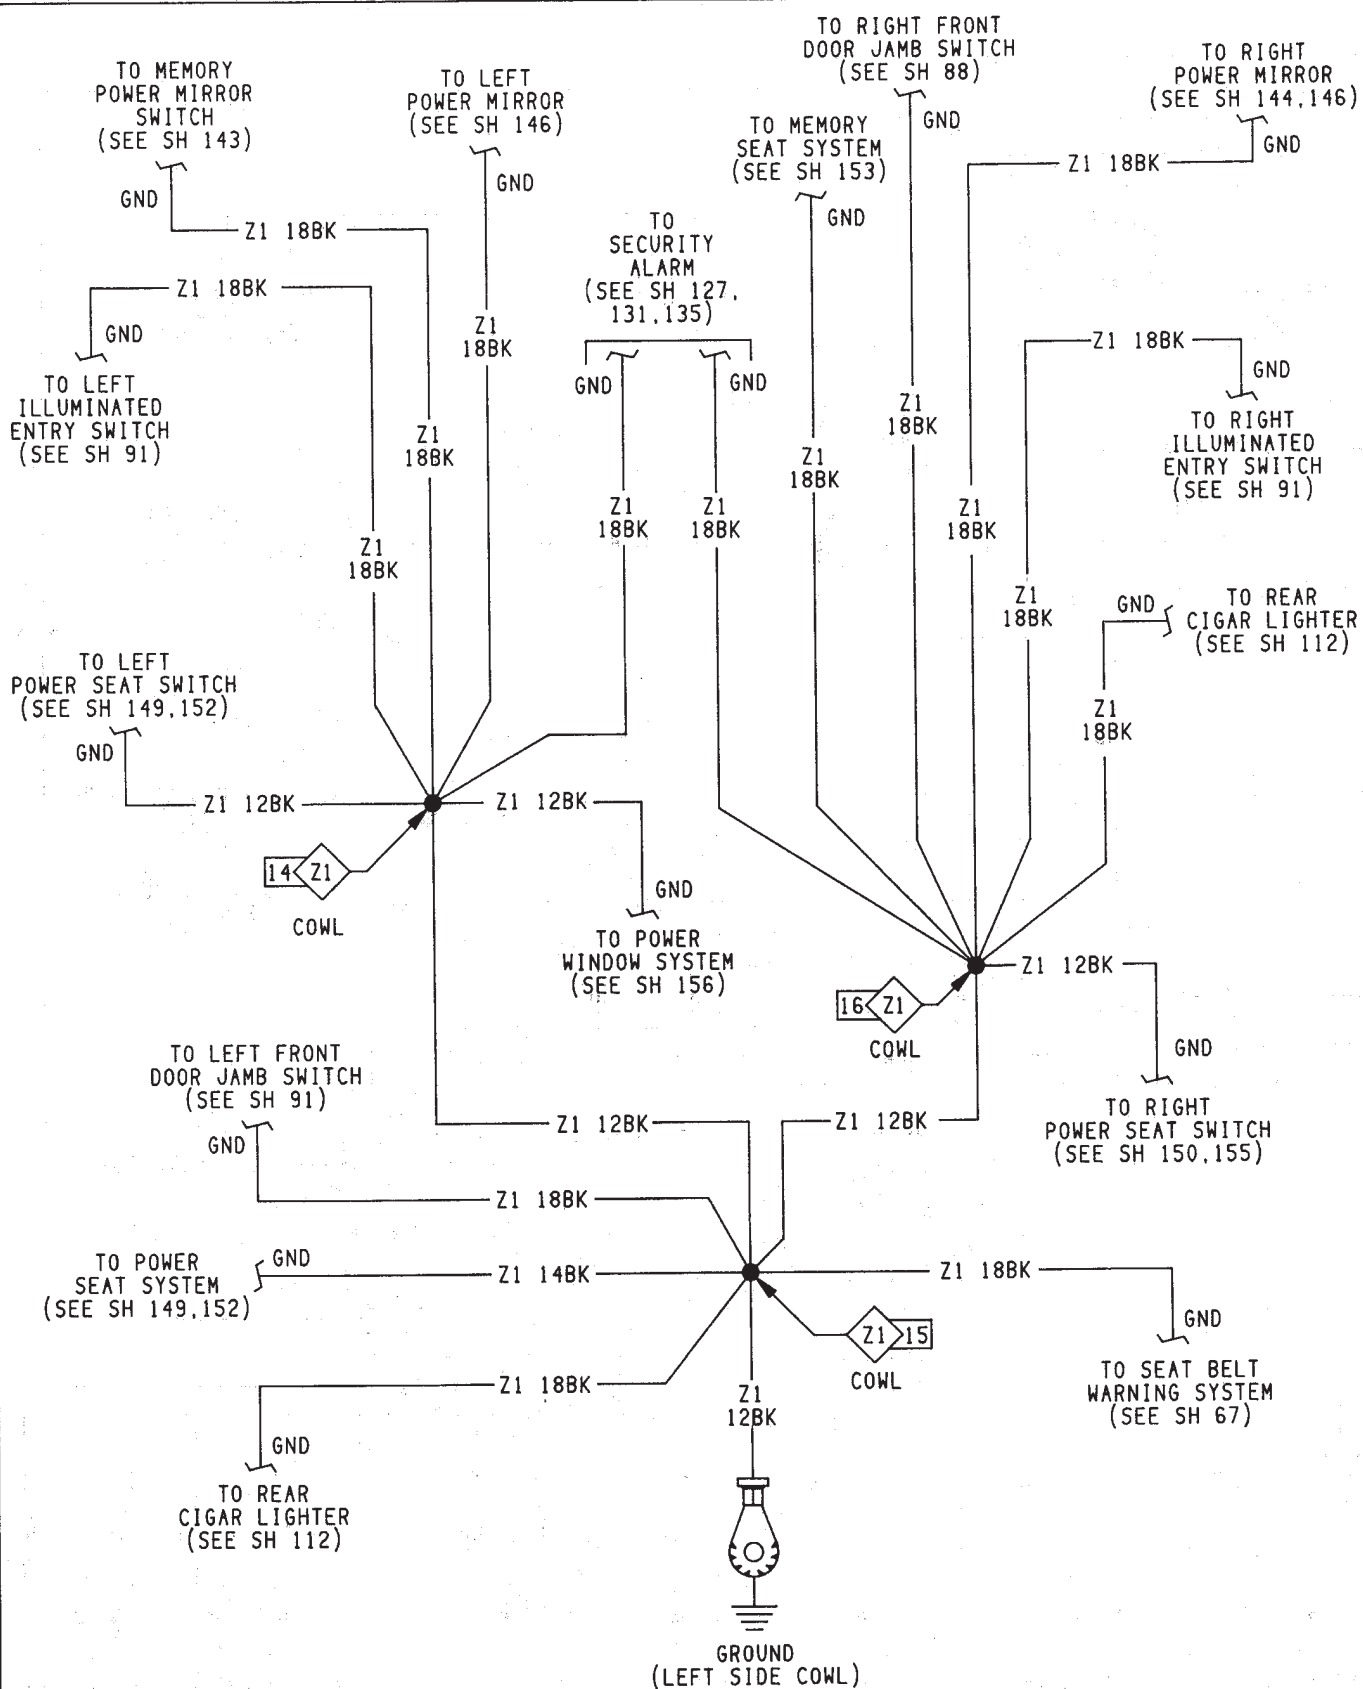 TO RIGHT FRONT
DOOR JAMB SWITCH
(SEE SH 88)
GND
TO RIGHT
POWER MIRROR
(SEE SH 144,146)
GND
TO MEMORY
POWER MIRROR
SWITCH
(SEE SH 143)
GND
TO LEFT
POWER MIRROR
(SEE SH 146)
GND
TO MEMORY
SEAT SYSTEM
(SEE SH 153)
GND
Z1 18BK
Z1 18BK
TO
SECURITY
ALARM
(SEE SH 127,
131,135)
GND
GND
Z1 18BK
GND
TO LEFT
ILLUMINATED
ENTRY SWITCH
(SEE SH 91)
Z1
18BK
Z1 18BK
GND
TO RIGHT
ILLUMINATED
ENTRY SWITCH
(SEE SH 91)
Z1
18BK
Z1
18BK
Z1
18BK
Z1
18BK
Z1
18BK
Z1
18BK
Z1
18BK
Z1
18BK
GND
TO REAR
CIGAR LIGHTER
(SEE SH 112)
Z1
18BK
TO LEFT
POWER SEAT SWITCH
(SEE SH 149,152)
GND
Z1
18BK
Z1 12BK
Z1 12BK
14 Z1
COWL
GND
TO POWER
WINDOW SYSTEM
(SEE SH 156)
Z1 12BK
16 Z1
COWL
GND
TO RIGHT
POWER SEAT SWITCH
(SEE SH 150,155)
TO LEFT FRONT
DOOR JAMB SWITCH
(SEE SH 91)
GND
Z1 12BK
Z1 12BK
Z1 18BK
TO POWER
SEAT SYSTEM
(SEE SH 149,152)
GND
Z1 14BK
Z1 18BK
GND
TO SEAT BELT
WARNING SYSTEM
(SEE SH 67)
Z1 15
COWL
Z1 18BK
Z1
12BK
GND
TO REAR
CIGAR LIGHTER
(SEE SH 112)
GROUND
(LEFT SIDE COWL)